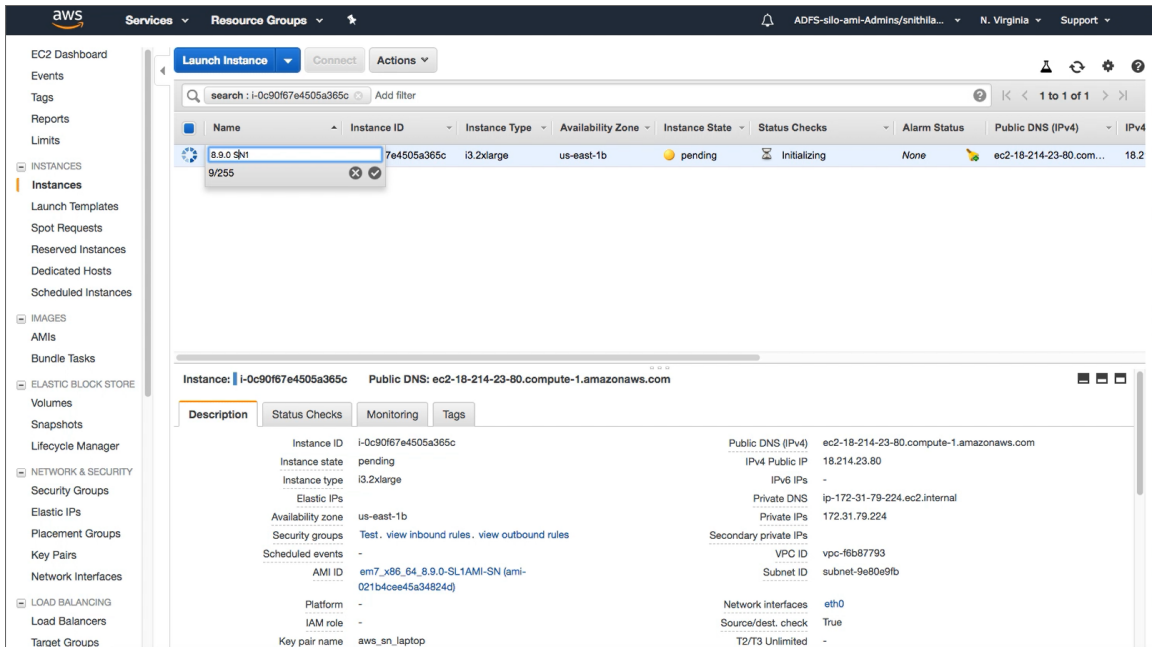 aws Services Resource Groups ADFS-silo-ami-Admins/snithila... N. Virginia Support
EC2 Dashboard
Events
Tags
Reports
Limits
INSTANCES
Instances
Launch Templates
Spot Requests
Reserved Instances
Dedicated Hosts
Scheduled Instances
IMAGES
AMIs
Bundle Tasks
ELASTIC BLOCK STORE
Volumes
Snapshots
Lifecycle Manager
NETWORK & SECURITY
Security Groups
Elastic IPs
Placement Groups
Key Pairs
Network Interfaces
LOAD BALANCING
Load Balancers
Target Groups
Launch Instance Connect Actions
search : i-0c90f67e4505a365c Add filter 1 to 1 of 1
Name Instance ID Instance Type Availability Zone Instance State Status Checks Alarm Status Public DNS (IPv4) IPv4
8.9.0 SN1 7e4505a365c i3.2xlarge us-east-1b pending Initializing None ec2-18-214-23-80.com... 18.2
9/255
Instance: i-0c90f67e4505a365c Public DNS: ec2-18-214-23-80.compute-1.amazonaws.com
Description Status Checks Monitoring Tags
Instance ID i-0c90f67e4505a365c
Instance state pending
Instance type i3.2xlarge
Elastic IPs
Availability zone us-east-1b
Security groups Test. view inbound rules. view outbound rules
Scheduled events -
AMI ID em7_x86_64_8.9.0-SL1AMI-SN (ami-
021b4cee45a34824d)
Platform -
IAM role -
Key pair name aws_sn_laptop
Public DNS (IPv4) ec2-18-214-23-80.compute-1.amazonaws.com
IPv4 Public IP 18.214.23.80
IPv6 IPs -
Private DNS ip-172-31-79-224.ec2.internal
Private IPs 172.31.79.224
Secondary private IPs
VPC ID vpc-f6b87793
Subnet ID subnet-9e80e9fb
Network interfaces eth0
Source/dest. check True
T2/T3 Unlimited -